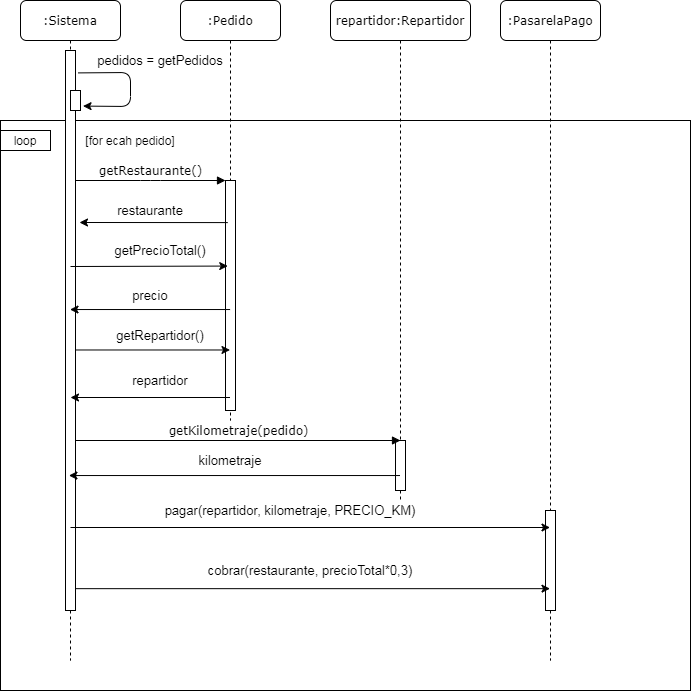 :Sistema
:Pedido
repartidor:Repartidor
:PasarelaPago
pedidos = getPedidos
loop
[for ecah pedido]
getRestaurante()
restaurante
getPrecioTotal()
precio
getRepartidor()
repartidor
getKilometraje(pedido)
kilometraje
pagar(repartidor, kilometraje, PRECIO_KM)
cobrar(restaurante, precioTotal*0,3)